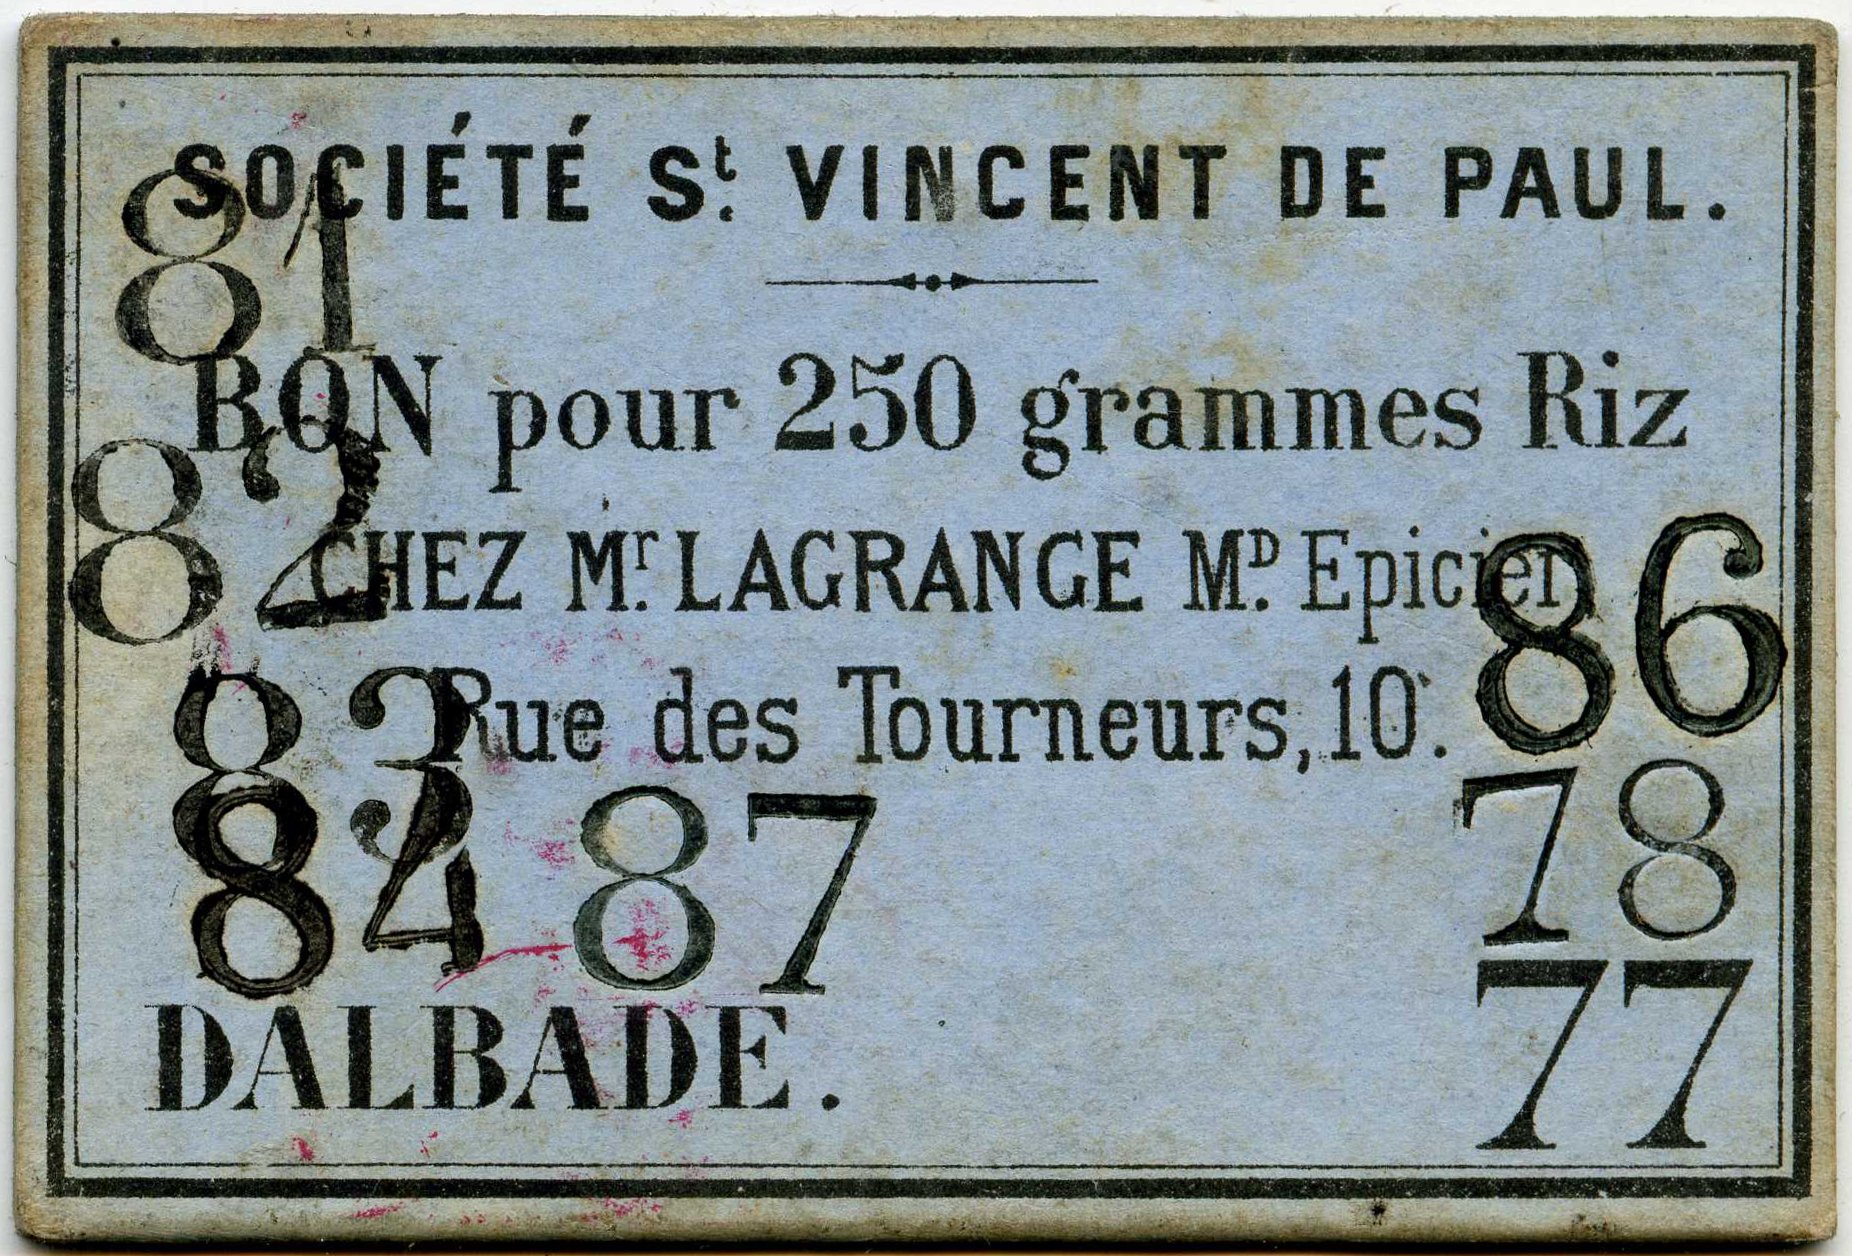 SOCIÉTÉ St. VINCENT DE PAUL.
81
BON pour 250 grammes Riz
82
CHEZ Mr. LAGRANGE MD. Epicier
86
Rue des Tourneurs, 10.
83
78
84 87
77
DALBADE.